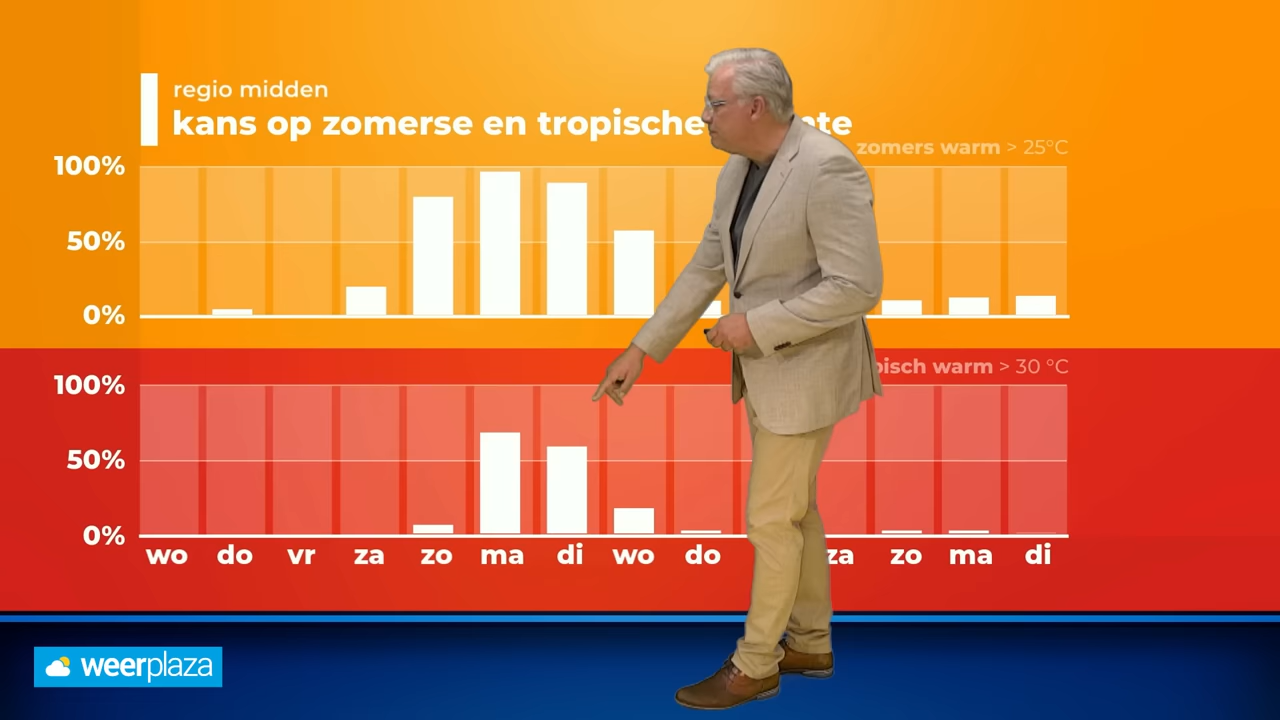 regio midden
kans op zomerse en tropische
zomers warm > 25°C
100%
50%
0%
warm > 30 °C
100%
50%
0%
wo do vr za zo ma di wo do za zo ma di
weerplaza